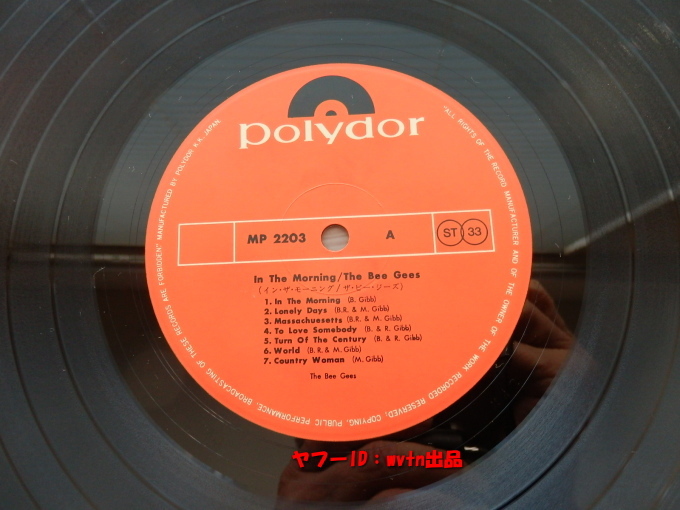 polydor
MP 2203 A ST 33
In The Morning/The Bee Gees
(イン・ザ・モーニング/ザ・ビー・ジーズ)
1. In The Morning (B. Gibb)
2. Lonely Days (B.R. & M. Gibb)
3. Massachuesetts (B.R. & M. Gibb)
4. To Love Somebody (B. & R. Gibb)
5. Turn Of The Century (B. & R. Gibb)
6. World (B.R. & M. Gibb)
7. Country Woman (M. Gibb)
The Bee Gees
"ALL RIGHTS OF THE RECORD MANUFACTURER AND OF THE OWNER OF THE WORK RECORDED RESERVED, COPYING, PUBLIC PERFORMANCE, BROADCASTING OF THESE RECORDS ARE FORBIDDEN" MANUFACTURED BY POLYDOR K.K. JAPAN.
ヤフーID:mvtn出品